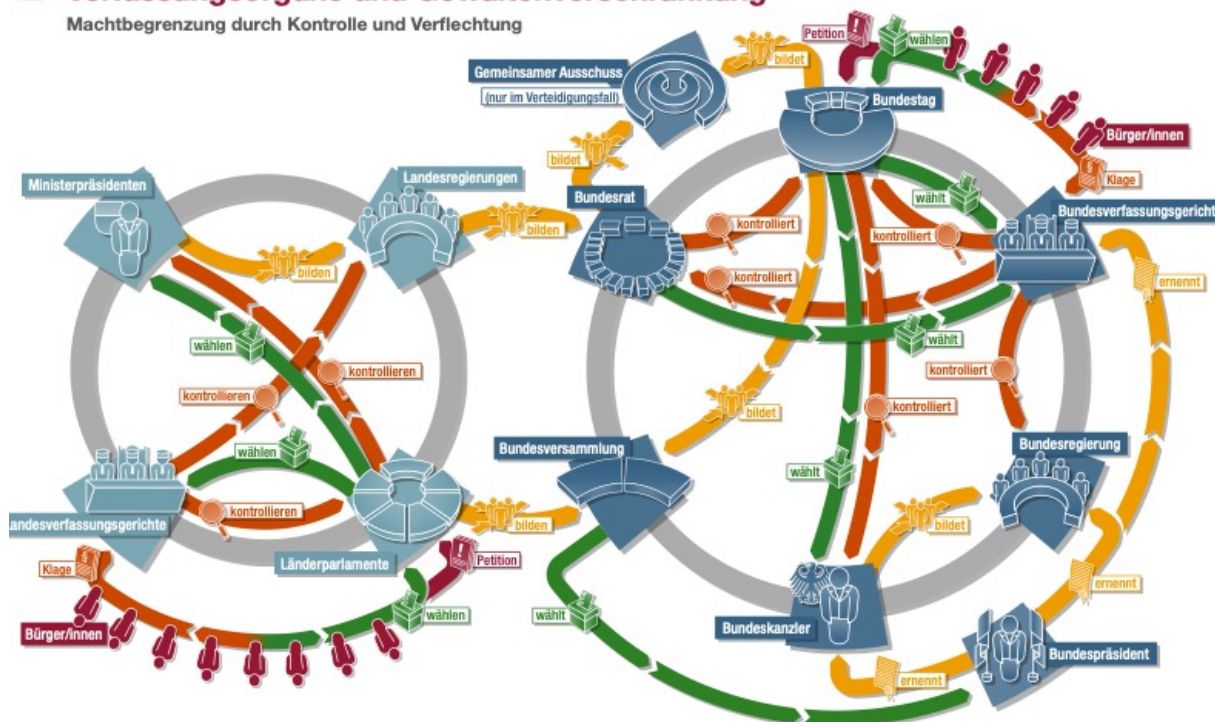 Verfassungsorgane und Gewaltenverschränkung
Machtbegrenzung durch Kontrolle und Verflechtung
Petition
wählen
bildet
Gemeinsamer Ausschuss
(nur im Verteidigungsfall)
Bundestag
Bürger/innen
bildet
Klage
Ministerpräsidenten
Landesregierungen
Bundesrat
wählt
Bundesverfassungsgericht
bilden
kontrolliert
kontrolliert
bilden
kontrolliert
ernennt
wählen
wählt
kontrollieren
kontrollieren
kontrolliert
kontrolliert
bildet
wählen
Bundesversammlung
Bundesregierung
wählt
kontrollieren
bilden
bildet
Landesverfassungsgerichte
Länderparlamente
Petition
Klage
ernennt
wählen
wählt
Bundeskanzler
Bürger/innen
Bundespräsident
ernennt